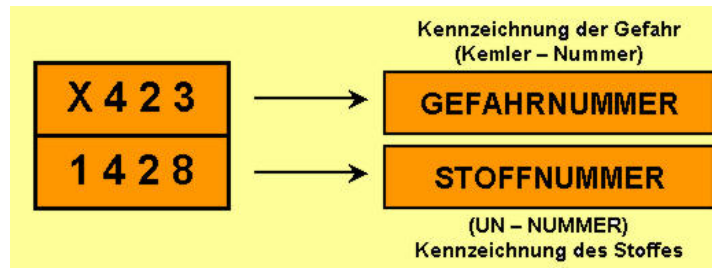 Kennzeichnung der Gefahr
(Kemler – Nummer)
X 4 2 3
GEFAHRNUMMER
1 4 2 8
STOFFNUMMER
(UN – NUMMER)
Kennzeichnung des Stoffes